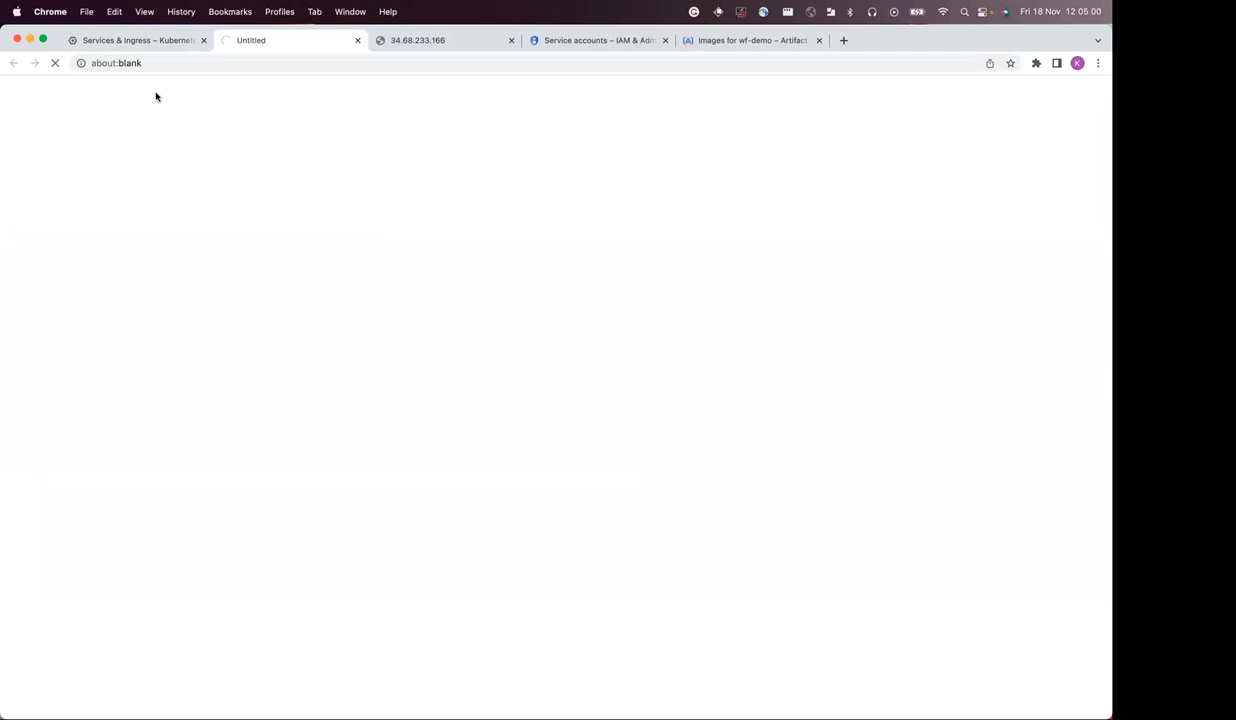 Chrome File Edit View History Bookmarks Profiles Tab Window Help Fri 18 Nov 12 05 00
Services & Ingress – Kubernet Untitled 34.68.233.166 Service accounts – IAM & Adm Images for wf-demo – Artifact
about:blank
K